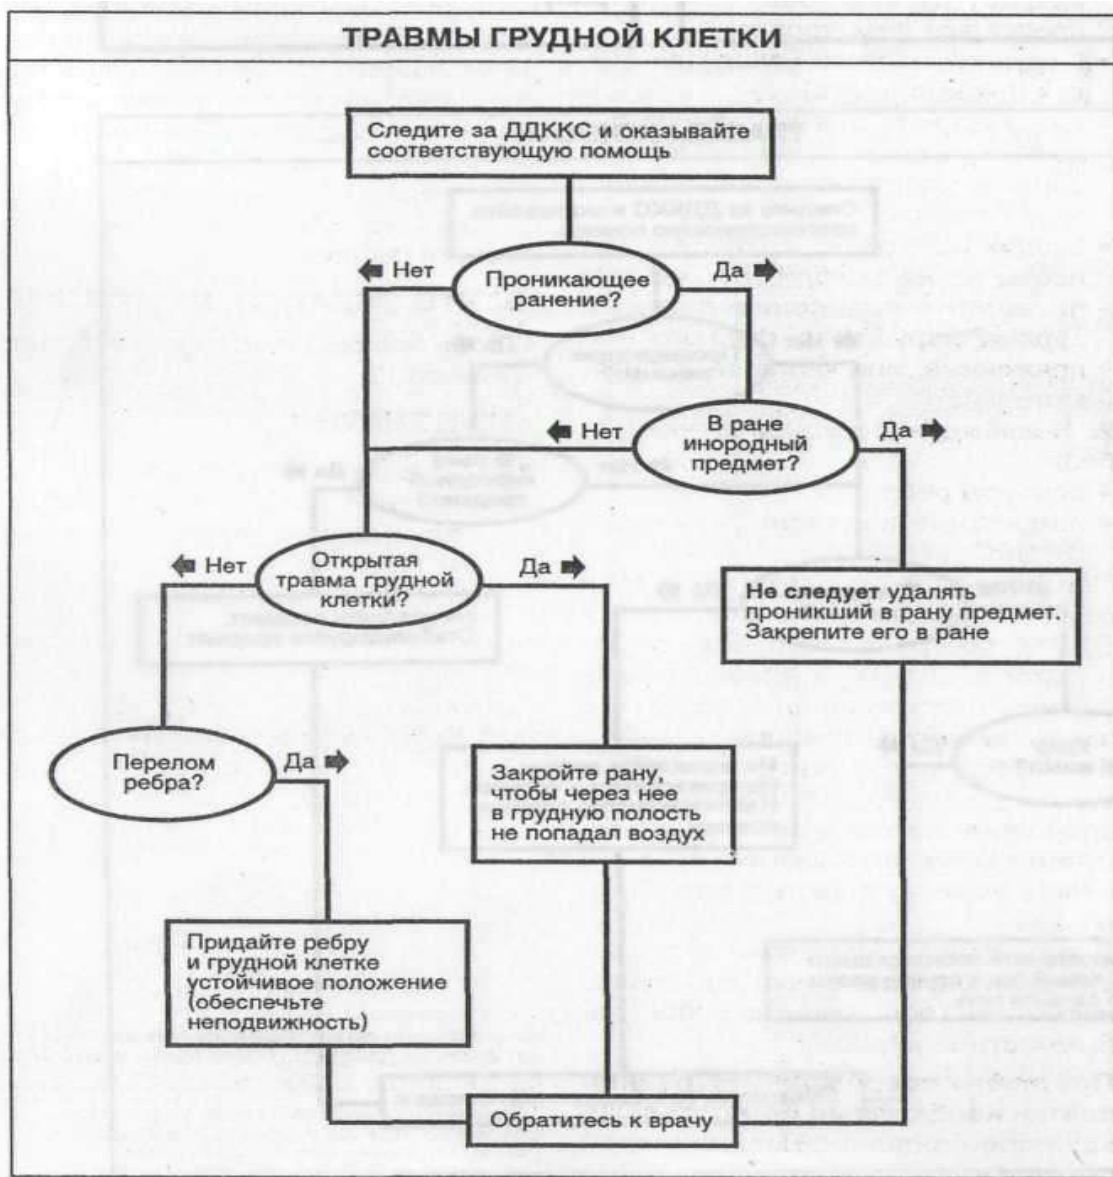 ТРАВМЫ ГРУДНОЙ КЛЕТКИ
Следите за ДДККС и оказывайте
соответствующую помощь
Нет
Проникающее
ранение?
Да
Нет
В ране
инородный
предмет?
Да
Нет
Открытая
травма грудной
клетки?
Да
Не следует удалять
проникший в рану предмет.
Закрепите его в ране
Перелом
ребра?
Да
Закройте рану,
чтобы через нее
в грудную полость
не попадал воздух
Придайте ребру
и грудной клетке
устойчивое положение
(обеспечьте
неподвижность)
Обратитесь к врачу